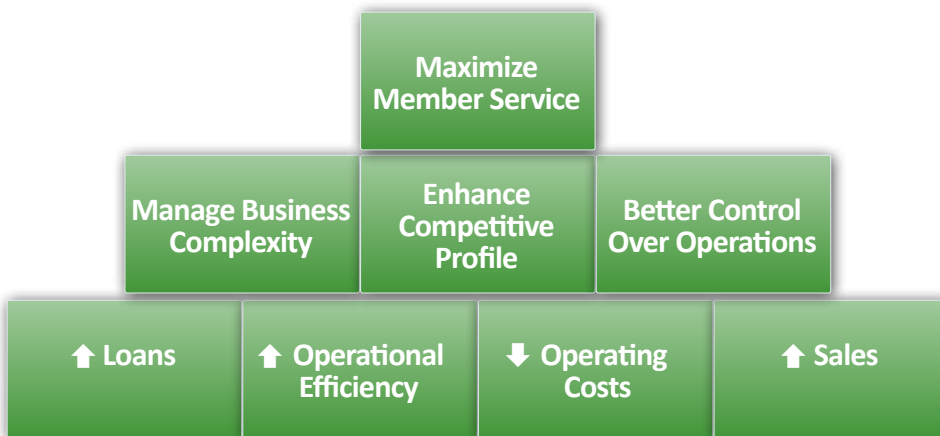 Maximize
Member Service
Manage Business
Complexity
Enhance
Competitive
Profile
Better Control
Over Operations
⬆ Loans
⬆ Operational
Efficiency
⬇ Operating
Costs
⬆ Sales